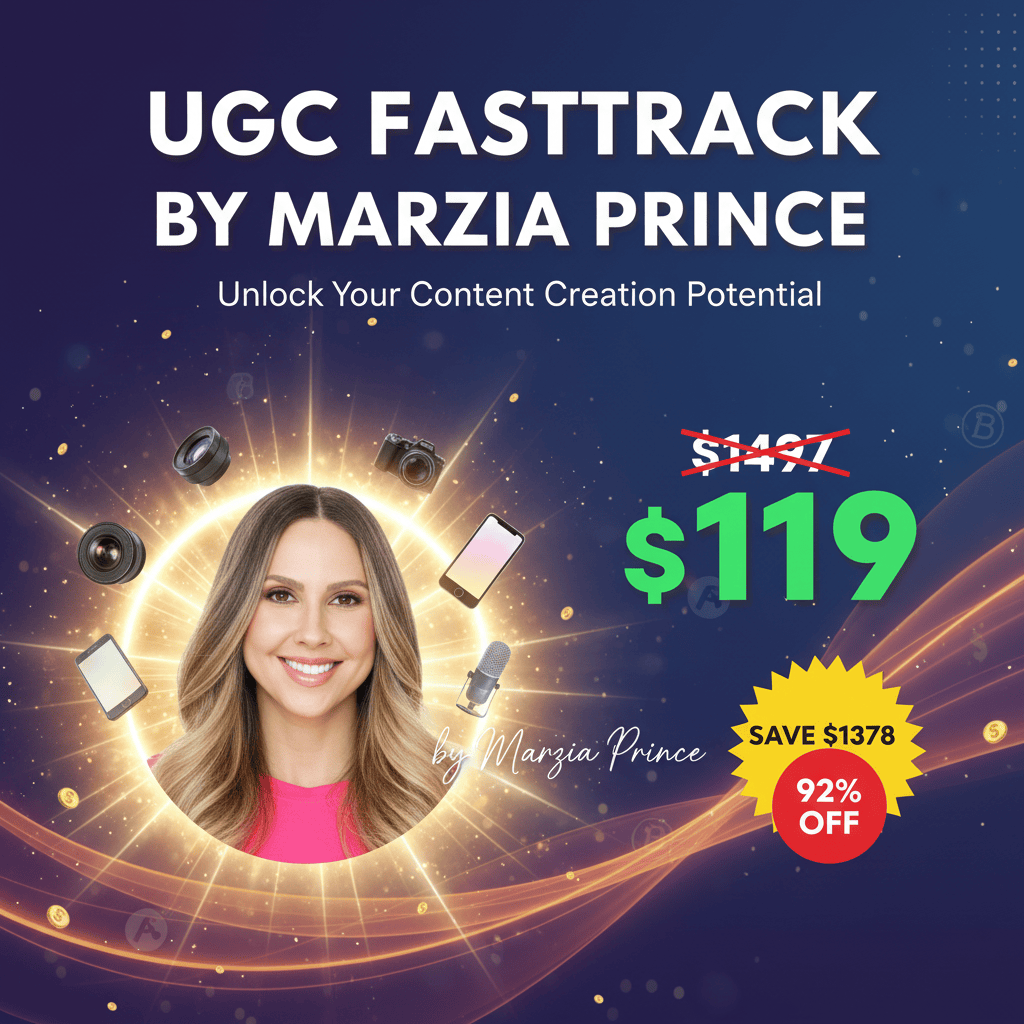 UGC FASTTRACK
BY MARZIA PRINCE
Unlock Your Content Creation Potential
$1497
$119
by Marzia Prince
SAVE $1378
92%
OFF